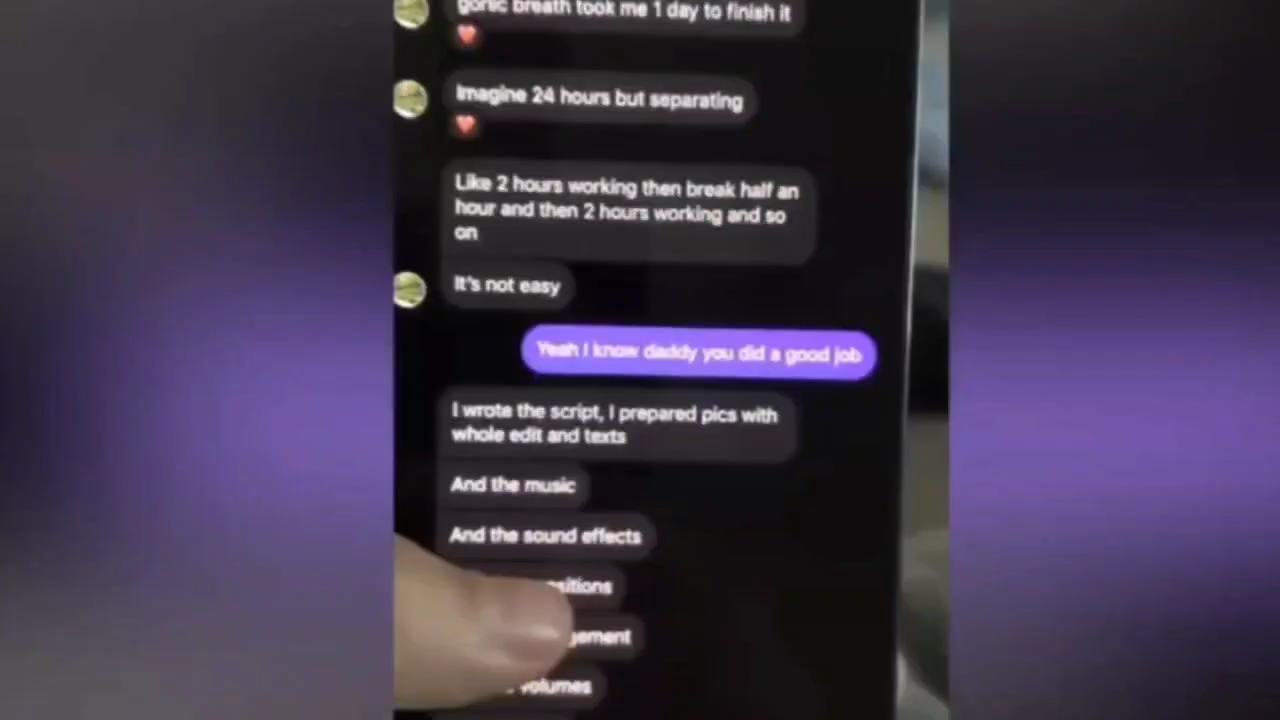 breath took me 1 day to finish it
Imagine 24 hours but separating
Like 2 hours working then break half an
hour and then 2 hours working and so
on
It's not easy
Yeah I know daddy you did a good job
I wrote the script, I prepared pics with
whole edit and texts
And the music
And the sound effects
volumes